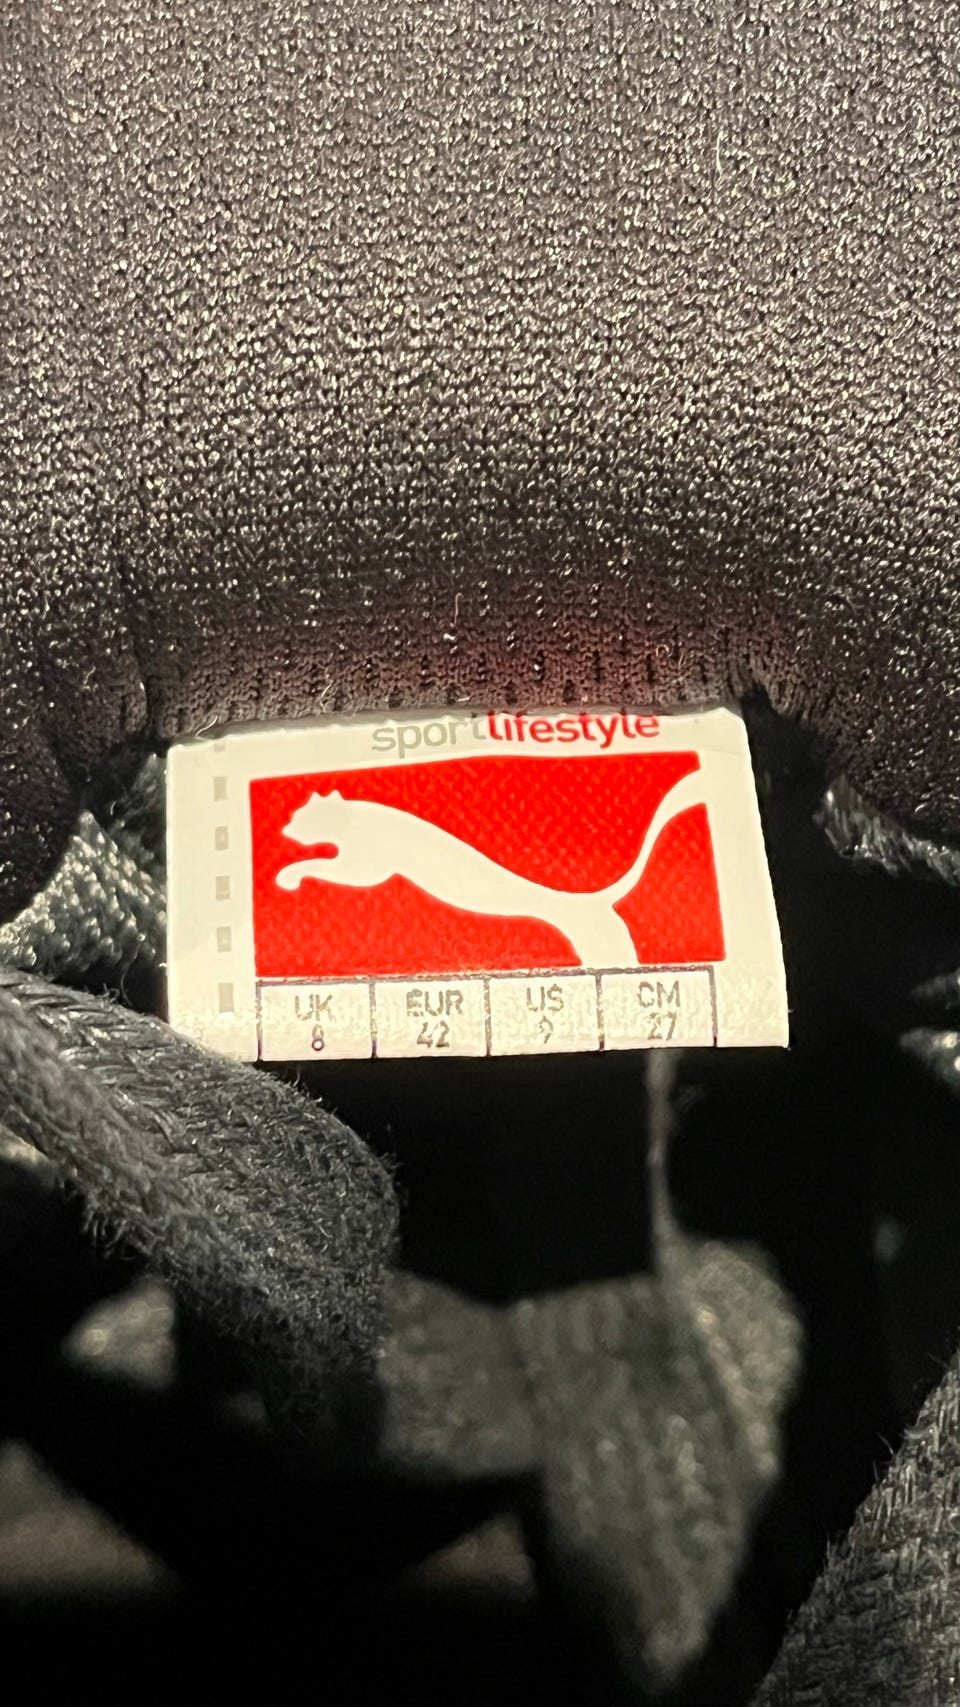 sportlifestyle
UK EUR US CM
8 42 9 27